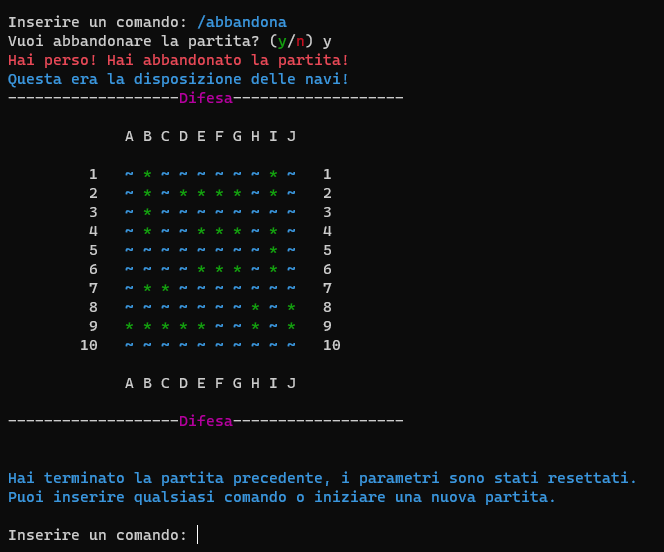 Inserire un comando: /abbandona
Vuoi abbandonare la partita? (y/n) y
Hai perso! Hai abbandonato la partita!
Questa era la disposizione delle navi!
-------------------Difesa-------------------
A B C D E F G H I J
1 ~ * ~ ~ ~ ~ ~ ~ * ~ 1
2 ~ * ~ * * * * ~ * ~ 2
3 ~ * ~ ~ ~ ~ ~ ~ ~ ~ 3
4 ~ * ~ ~ * * * ~ * ~ 4
5 ~ ~ ~ ~ ~ ~ ~ ~ * ~ 5
6 ~ ~ ~ ~ * * * ~ * ~ 6
7 ~ * * ~ ~ ~ ~ ~ ~ ~ 7
8 ~ ~ ~ ~ ~ ~ ~ * ~ * 8
9 * * * * * ~ ~ * ~ * 9
10 ~ ~ ~ ~ ~ ~ ~ ~ ~ ~ 10
A B C D E F G H I J
-------------------Difesa-------------------
Hai terminato la partita precedente, i parametri sono stati resettati.
Puoi inserire qualsiasi comando o iniziare una nuova partita.
Inserire un comando: